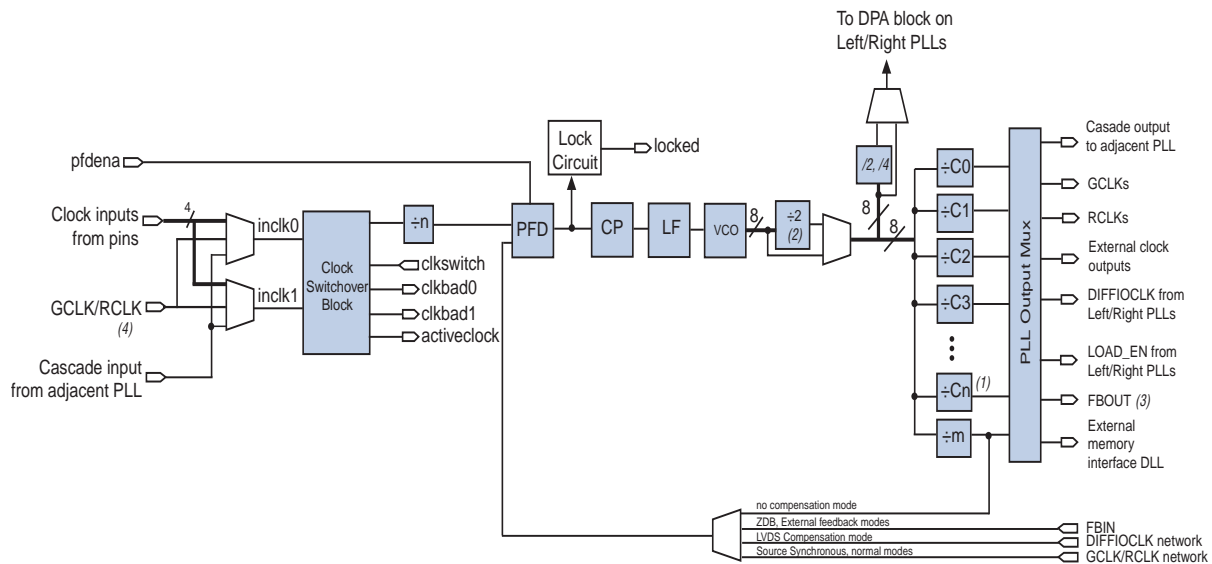 To DPA block on
Left/Right PLLs
pfdena
Lock
Circuit
locked
/2, /4
Clock inputs
from pins
4
inclk0
÷n
PFD
CP
LF
VCO
8
÷2
(2)
8
8
÷C0
÷C1
÷C2
÷C3
÷Cn
(1)
÷m
PLL Output Mux
Casade output
to adjacent PLL
GCLKs
RCLKs
External clock
outputs
DIFFIOCLK from
Left/Right PLLs
LOAD_EN from
Left/Right PLLs
FBOUT (3)
External
memory
interface DLL
Clock
Switchover
Block
clkswitch
clkbad0
clkbad1
activeclock
inclk1
GCLK/RCLK
(4)
Cascade input
from adjacent PLL
no compensation mode
ZDB, External feedback modes
LVDS Compensation mode
Source Synchronous, normal modes
FBIN
DIFFIOCLK network
GCLK/RCLK network